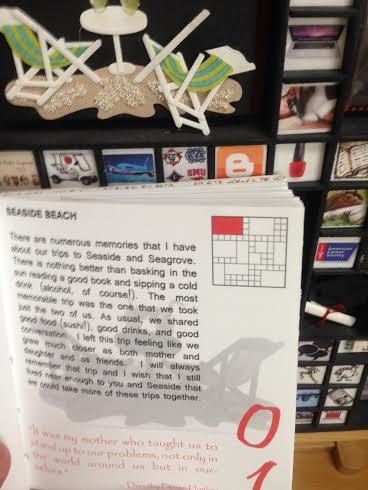 SMU
American
Cancer
Society
SEASIDE BEACH
There are numerous memories that I have
about our trips to Seaside and Seagrove.
There is nothing better than basking in the
sun reading a good book and sipping a cold
drink (alcohol, of course!). The most
memorable trip was the one that we took
just the two of us. As usual, we shared
good food (sushi!), good drinks, and good
conversation. I left this trip feeling like we
grew much closer as both mother and
daughter and as friends. I will always
remember that trip and I wish that I still
lived near enough to you and Seaside that
we could take more of these trips together.
"It was my mother who taught us to
stand up to our problems, not only in
the world around us but in our-
selves."
- Dorothy
01